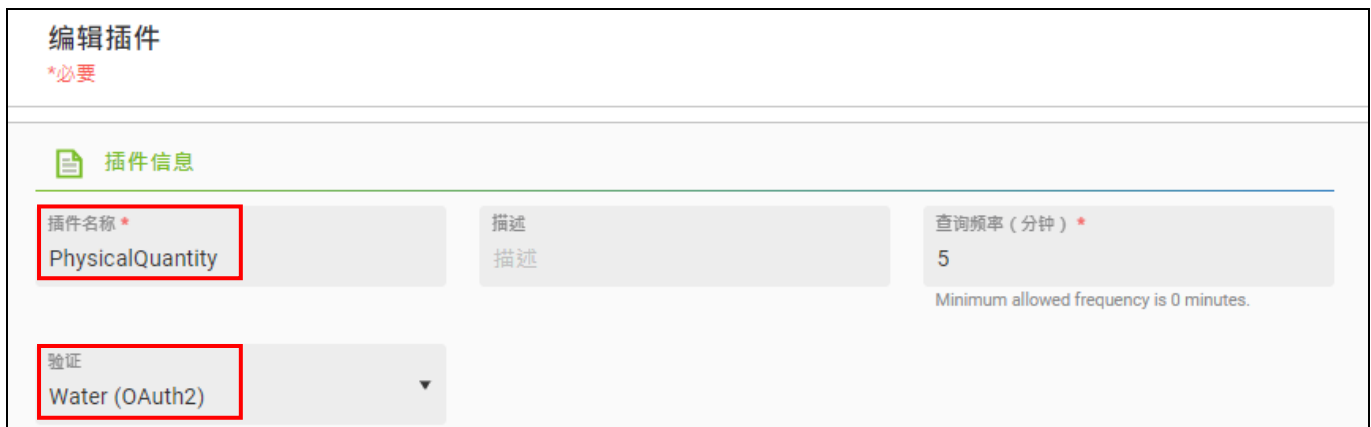 编辑插件
*必要
插件信息
插件名称 *
PhysicalQuantity
描述
描述
查询频率（分钟） *
5
Minimum allowed frequency is 0 minutes.
验证
Water (OAuth2)